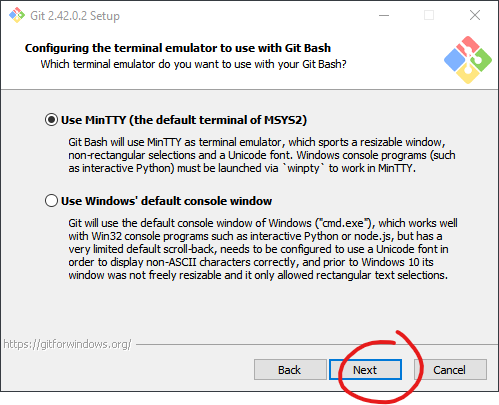 Git 2.42.0.2 Setup
Configuring the terminal emulator to use with Git Bash
Which terminal emulator do you want to use with your Git Bash?
Use MinTTY (the default terminal of MSYS2)
Git Bash will use MinTTY as terminal emulator, which sports a resizable window,
non-rectangular selections and a Unicode font. Windows console programs (such
as interactive Python) must be launched via `winpty` to work in MinTTY.
Use Windows' default console window
Git will use the default console window of Windows ("cmd.exe"), which works well
with Win32 console programs such as interactive Python or node.js, but has a
very limited default scroll-back, needs to be configured to use a Unicode font in
order to display non-ASCII characters correctly, and prior to Windows 10 its
window was not freely resizable and it only allowed rectangular text selections.
https://gitforwindows.org/
Back Next Cancel